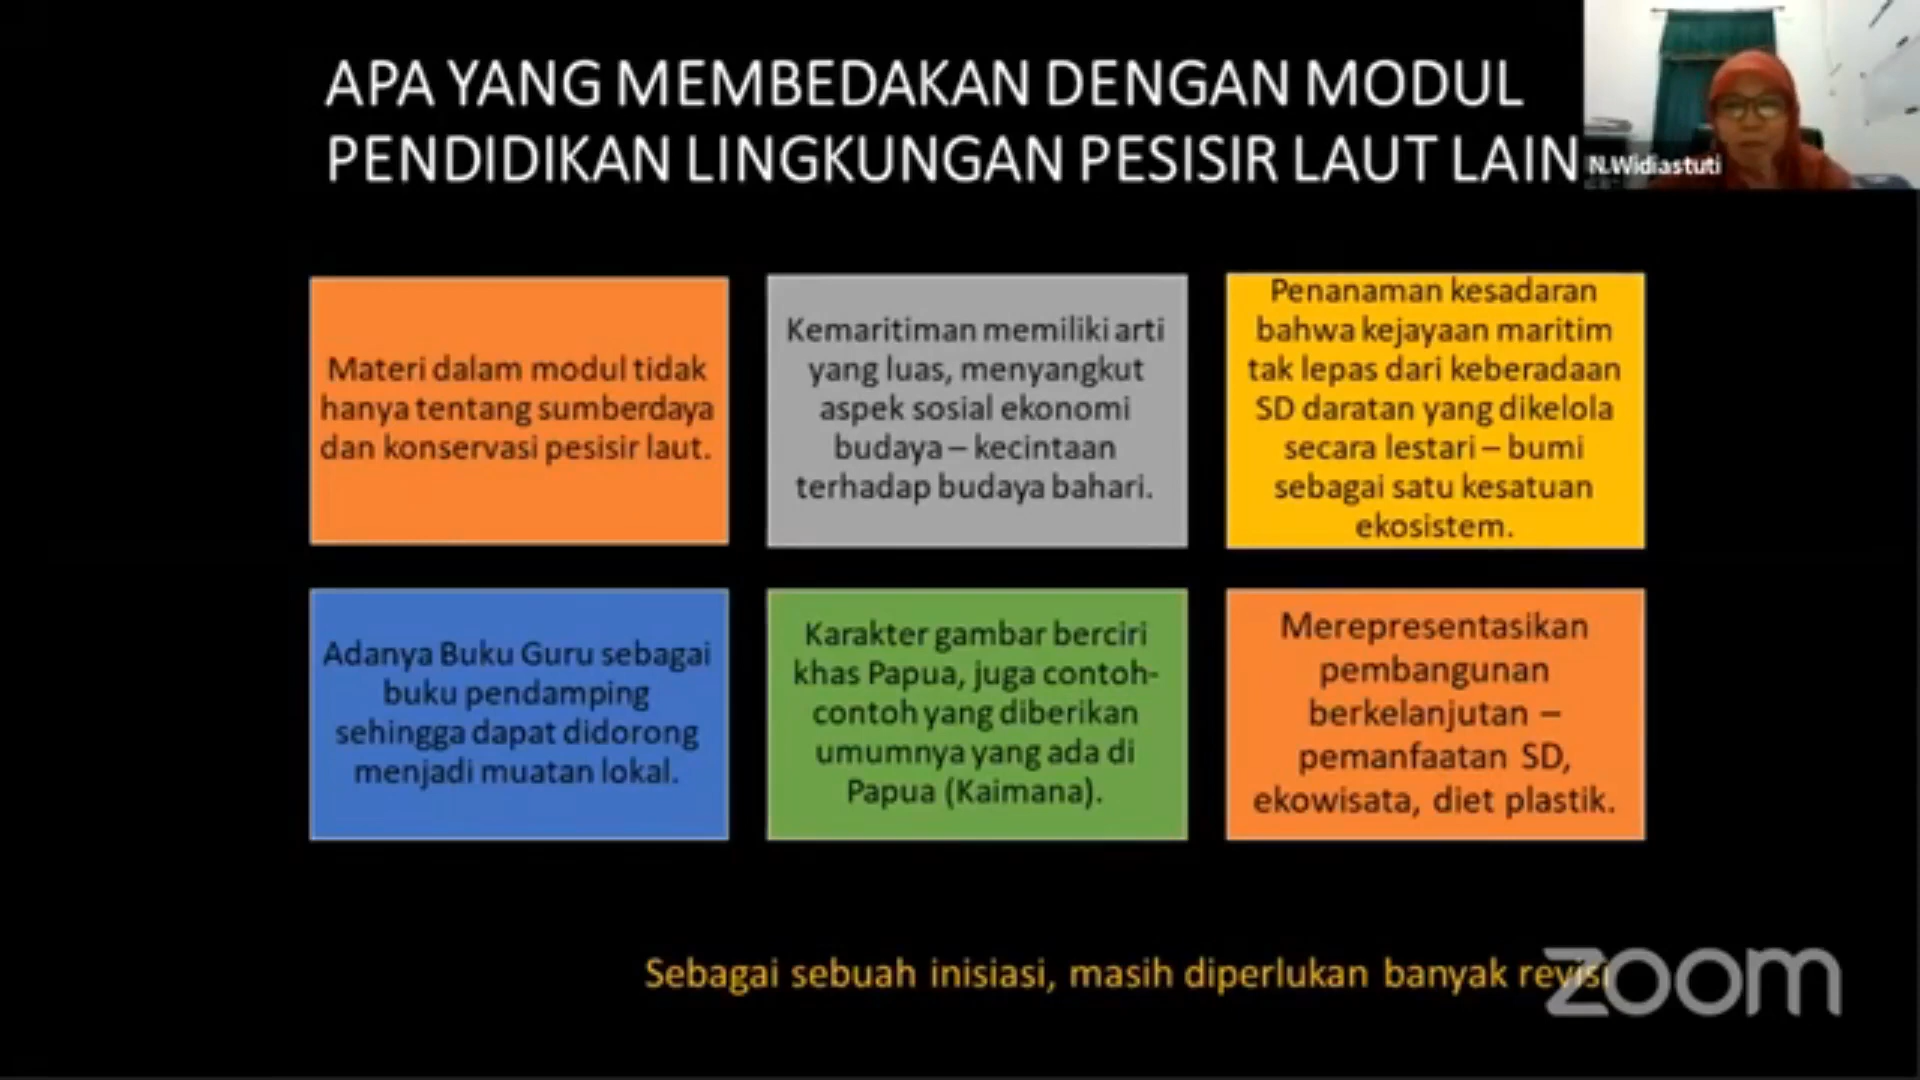 APA YANG MEMBEDAKAN DENGAN MODUL
PENDIDIKAN LINGKUNGAN PESISIR LAUT LAIN
N.Widiastuti
Materi dalam modul tidak
hanya tentang sumberdaya
dan konservasi pesisir laut.
Kemaritiman memiliki arti
yang luas, menyangkut
aspek sosial ekonomi
budaya – kecintaan
terhadap budaya bahari.
Penanaman kesadaran
bahwa kejayaan maritim
tak lepas dari keberadaan
SD daratan yang dikelola
secara lestari – bumi
sebagai satu kesatuan
ekosistem.
Adanya Buku Guru sebagai
buku pendamping
sehingga dapat didorong
menjadi muatan lokal.
Karakter gambar berciri
khas Papua, juga contoh-
contoh yang diberikan
umumnya yang ada di
Papua (Kaimana).
Merepresentasikan
pembangunan
berkelanjutan –
pemanfaatan SD,
ekowisata, diet plastik.
Sebagai sebuah inisiasi, masih diperlukan banyak revisi
zoom